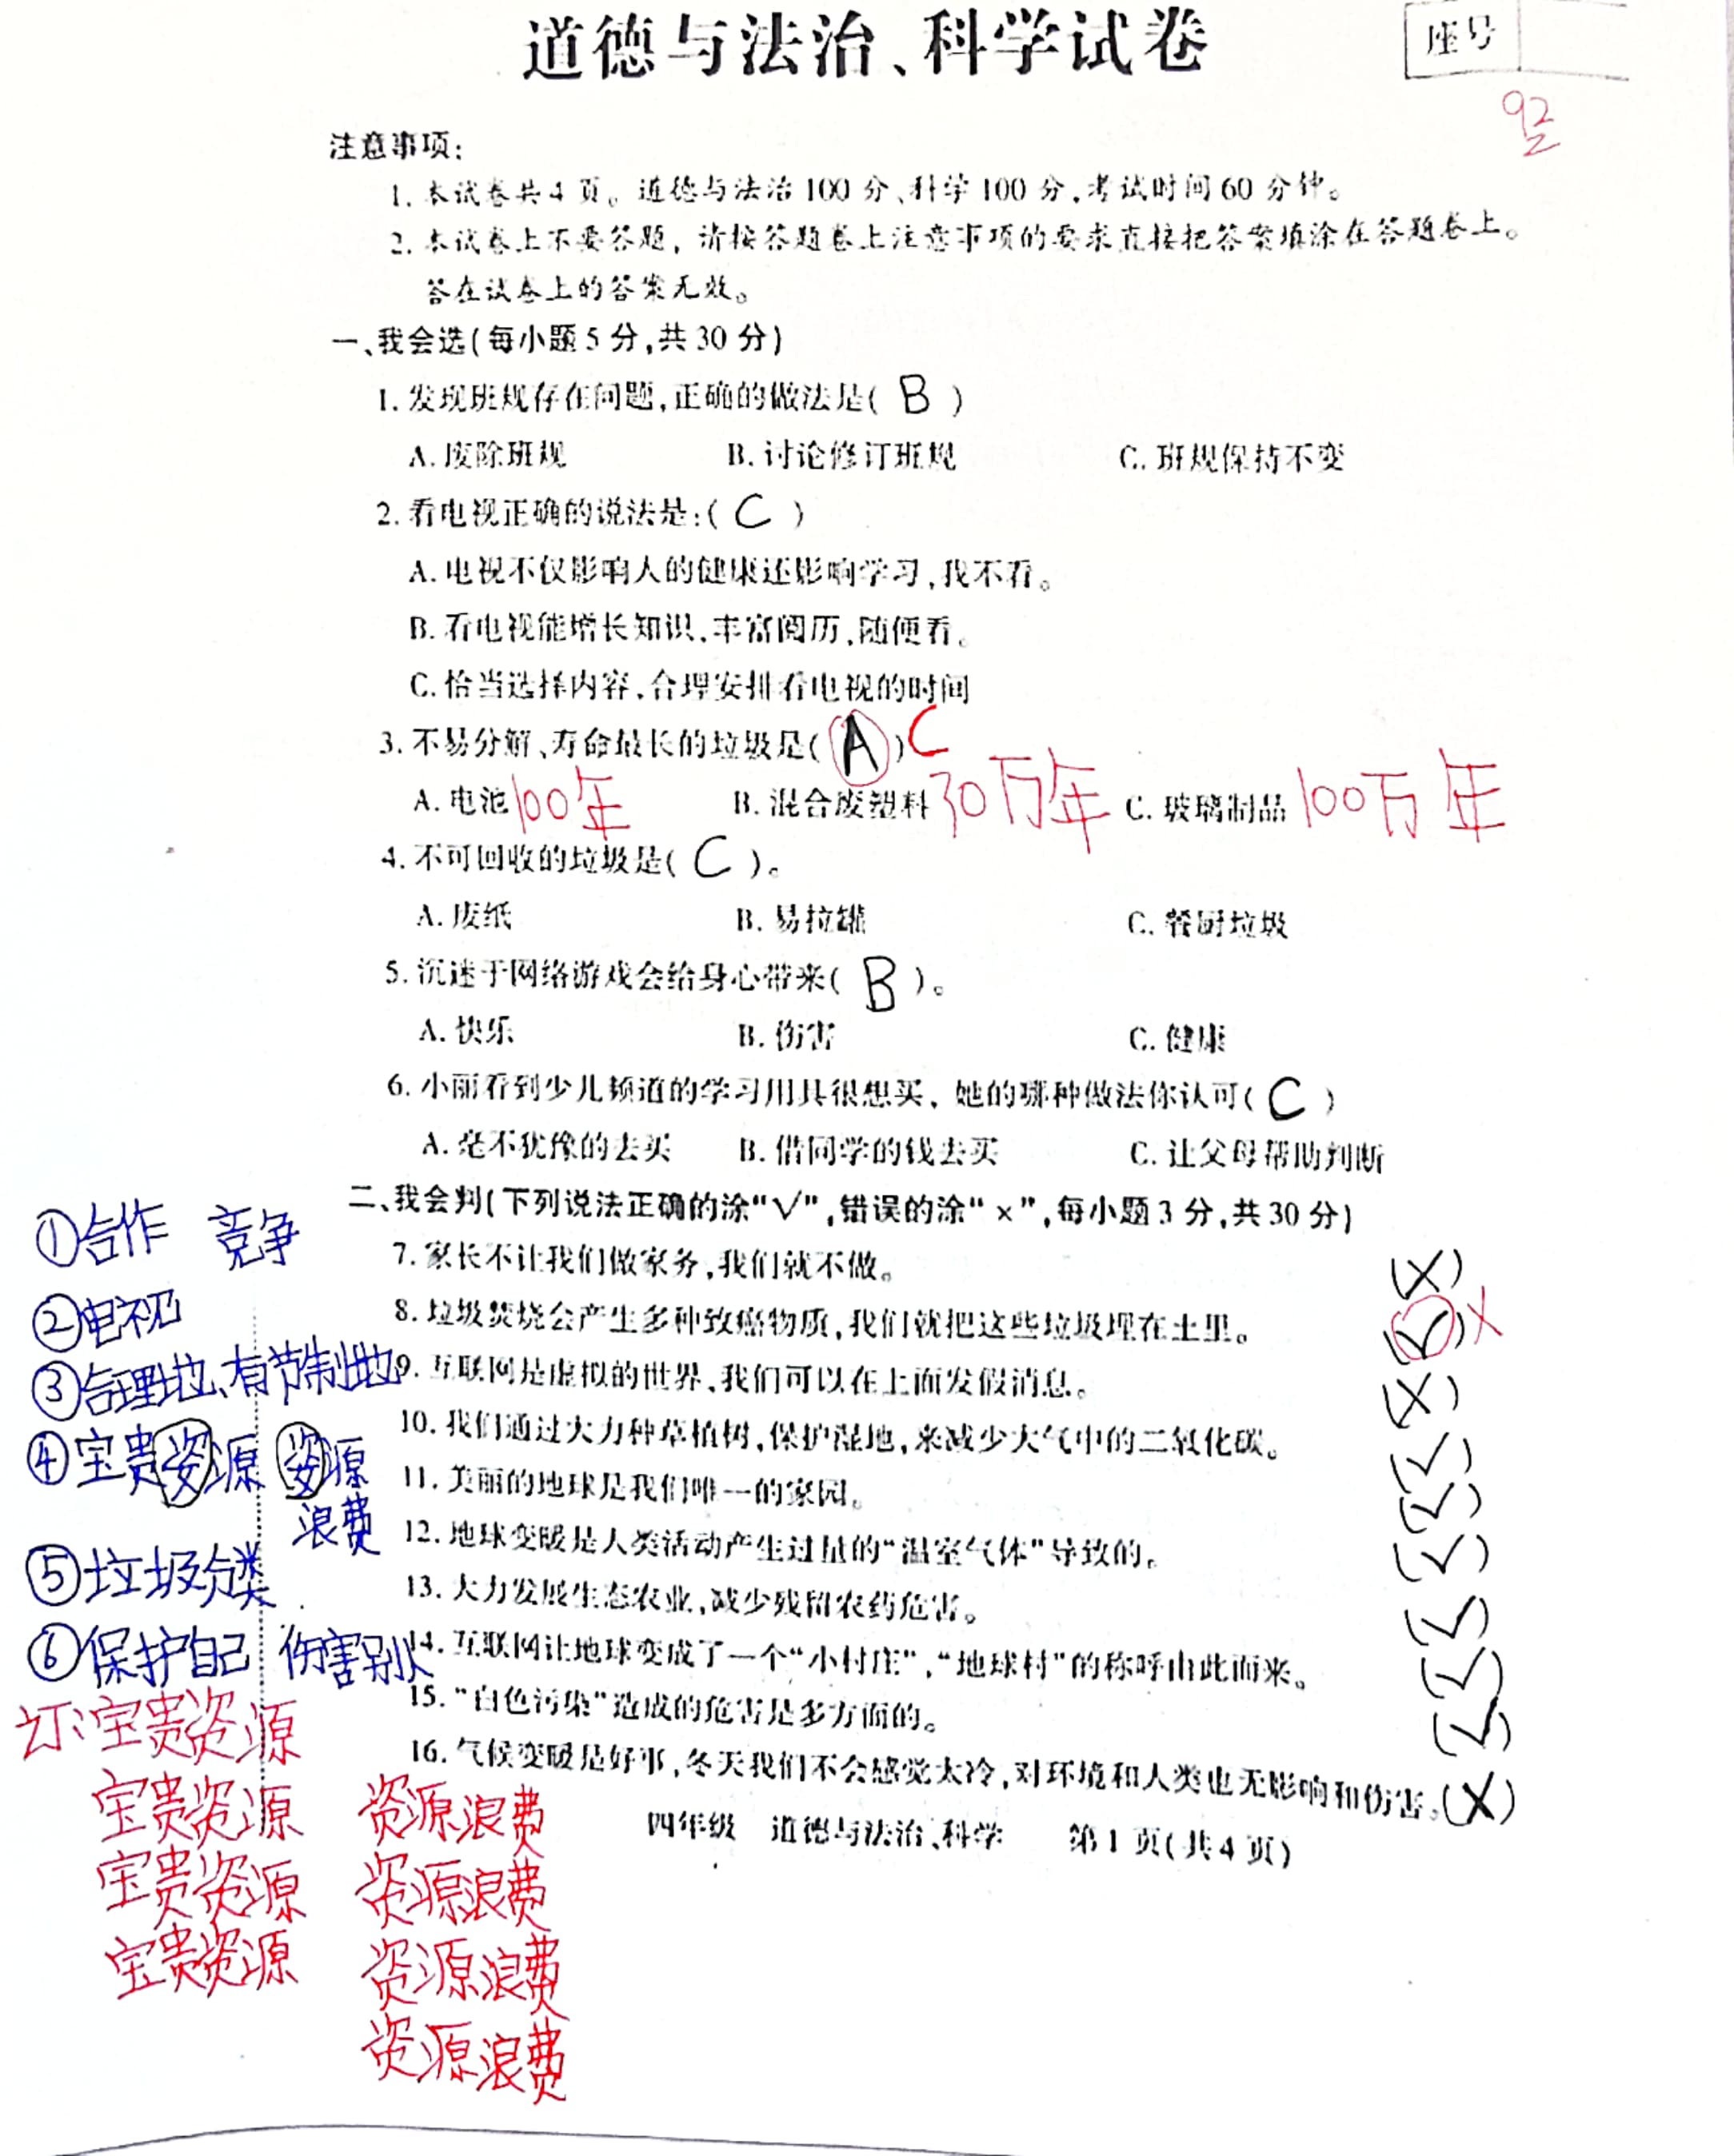 道德与法治、科学试卷
座号
92
注意事项：
1. 本试卷共4页。道德与法治100分、科学100分,考试时间60分钟。
2. 本试卷上不要答题，请按答题卷上注意事项的要求直接把答案填涂在答题卷上。
答在试卷上的答案无效。
一、我会选(每小题5分,共30分)
1. 发现班规存在问题,正确的做法是( B )
A. 废除班规 B. 讨论修订班规 C. 班规保持不变
2. 看电视正确的说法是:( C )
A. 电视不仅影响人的健康还影响学习,我不看。
B. 看电视能增长知识,丰富阅历,随便看。
C. 恰当选择内容,合理安排看电视的时间
3. 不易分解、寿命最长的垃圾是( A ) C
A. 电池 100年 B. 混合废塑料 30万年 C. 玻璃制品 100万年
4. 不可回收的垃圾是( C )。
A. 废纸 B. 易拉罐 C. 餐厨垃圾
5. 沉迷于网络游戏会给身心带来( B )。
A. 快乐 B. 伤害 C. 健康
6. 小丽看到少儿频道的学习用具很想买，她的哪种做法你认可( C )
A. 毫不犹豫的去买 B. 借同学的钱去买 C. 让父母帮助判断
二、我会判(下列说法正确的涂“√”,错误的涂“×”,每小题3分,共30分)
7. 家长不让我们做家务,我们就不做。 (×)
8. 垃圾焚烧会产生多种致癌物质,我们就把这些垃圾埋在土里。 (√) ×
9. 互联网是虚拟的世界,我们可以在上面发假消息。 (×)
10. 我们通过大力种草植树,保护湿地,来减少大气中的二氧化碳。 (√)
11. 美丽的地球是我们唯一的家园。 (√)
12. 地球变暖是人类活动产生过量的“温室气体”导致的。 (√)
13. 大力发展生态农业,减少残留农药危害。 (√)
14. 互联网让地球变成了一个“小村庄”,“地球村”的称呼由此而来。 (√)
15. “白色污染”造成的危害是多方面的。 (√)
16. 气候变暖是好事,冬天我们不会感觉太冷,对环境和人类也无影响和伤害。 (×)
四年级 道德与法治、科学 第1页(共4页)
①合作 竞争
②电视
③合理地、有节制地
④宝贵资源 资源
浪费
⑤垃圾分类
⑥保护自己 伤害别人
订:宝贵资源
宝贵资源 资源浪费
宝贵资源 资源浪费
宝贵资源 资源浪费
资源浪费